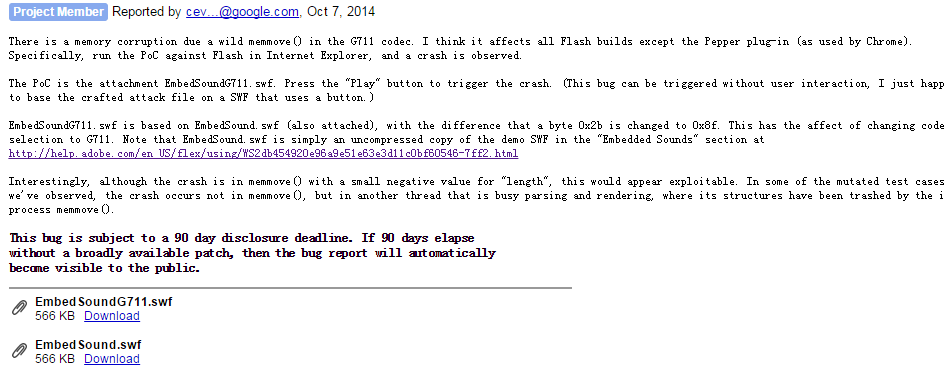 Project Member Reported by cev...@google.com, Oct 7, 2014
There is a memory corruption due a wild memmove() in the G711 codec. I think it affects all Flash builds except the Pepper plug-in (as used by Chrome).
Specifically, run the PoC against Flash in Internet Explorer, and a crash is observed.
The PoC is the attachment EmbedSoundG711.swf. Press the "Play" button to trigger the crash. (This bug can be triggered without user interaction, I just happ
to base the crafted attack file on a SWF that uses a button.)
EmbedSoundG711.swf is based on EmbedSound.swf (also attached), with the difference that a byte 0x2b is changed to 0x8f. This has the affect of changing code
selection to G711. Note that EmbedSound.swf is simply an uncompressed copy of the demo SWF in the "Embedded Sounds" section at
http://help.adobe.com/en_US/flex/using/WS2db454920e96a9e51e63e3d11c0bf60546-7ff2.html
Interestingly, although the crash is in memmove() with a small negative value for "length", this would appear exploitable. In some of the mutated test cases
we've observed, the crash occurs not in memmove(), but in another thread that is busy parsing and rendering, where its structures have been trashed by the i
process memmove().
This bug is subject to a 90 day disclosure deadline. If 90 days elapse
without a broadly available patch, then the bug report will automatically
become visible to the public.
EmbedSoundG711.swf
566 KB Download
EmbedSound.swf
566 KB Download